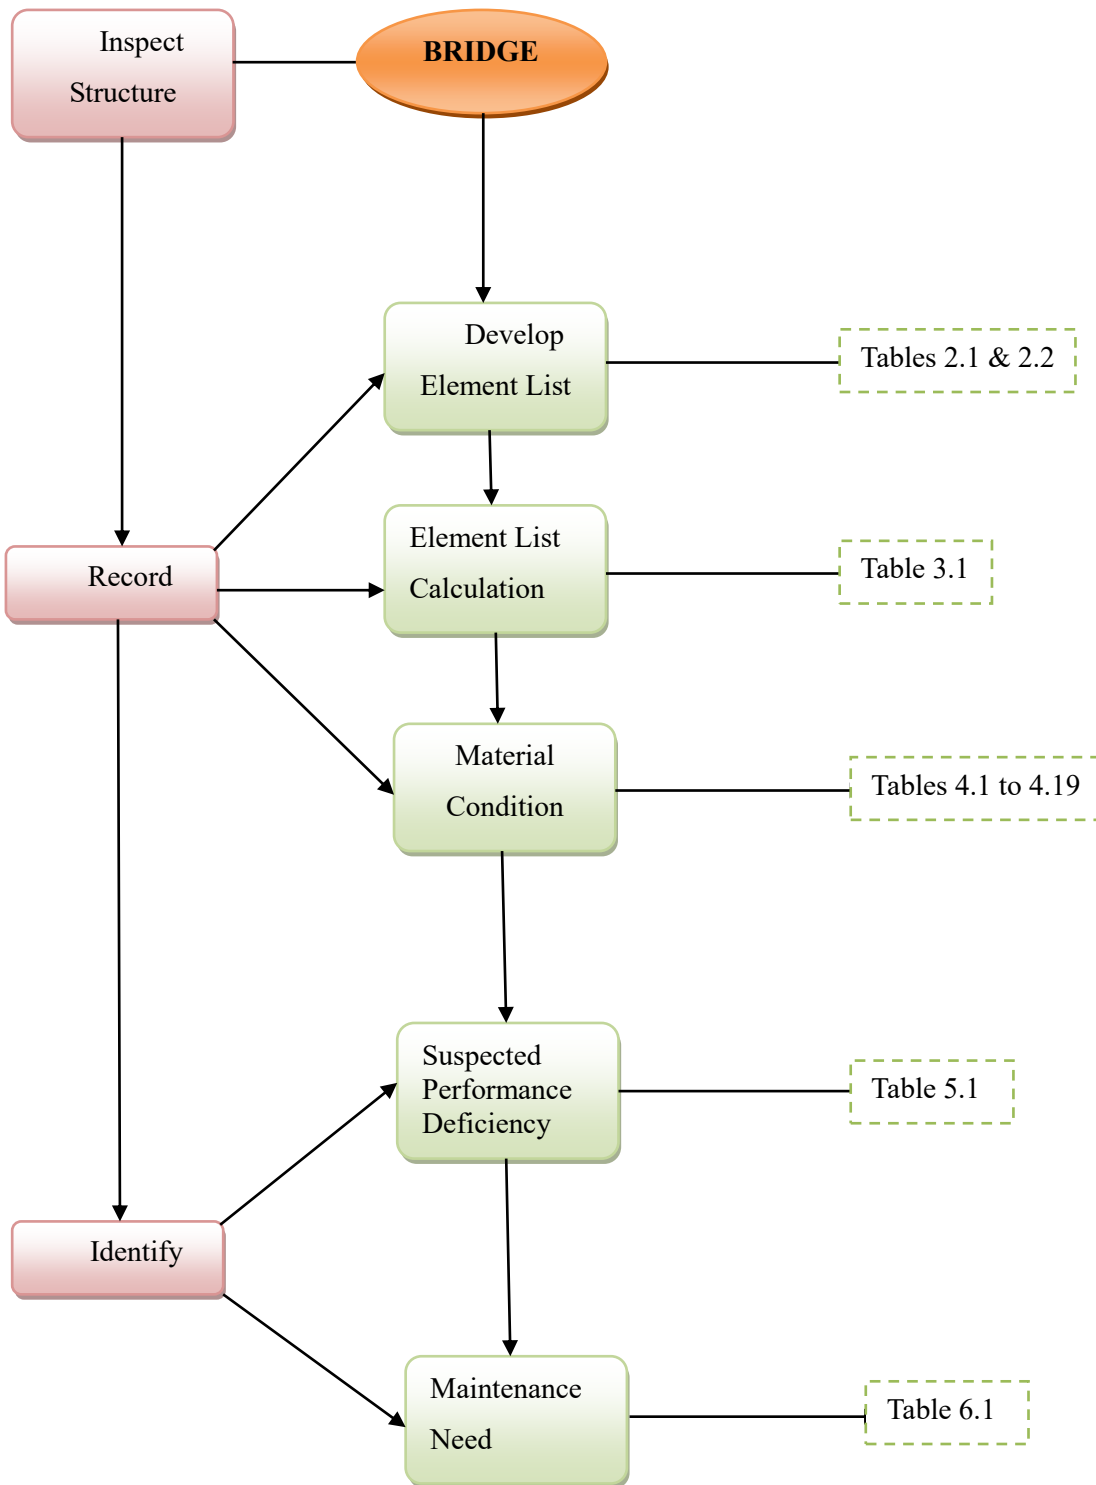 Inspect
Structure
BRIDGE
Develop
Element List
Tables 2.1 & 2.2
Element List
Calculation
Table 3.1
Record
Material
Condition
Tables 4.1 to 4.19
Suspected
Performance
Deficiency
Table 5.1
Identify
Maintenance
Need
Table 6.1